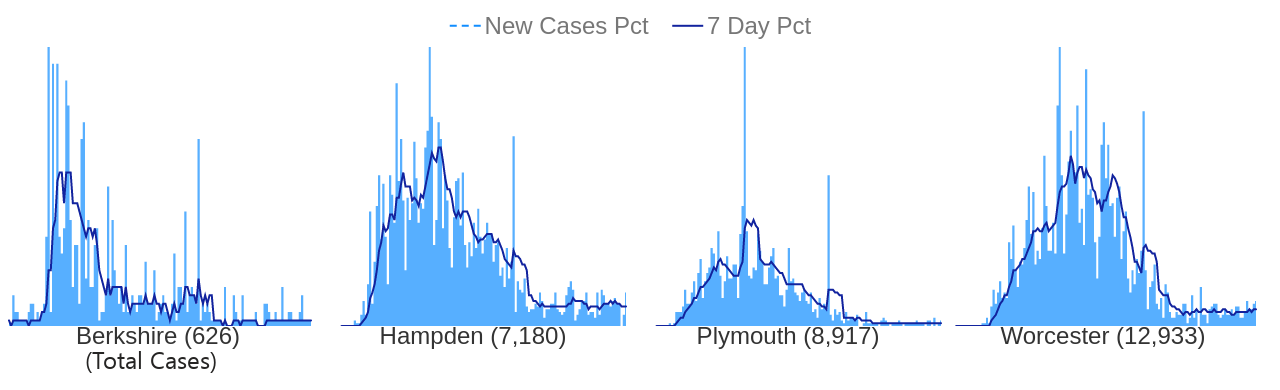 New Cases Pct 7 Day Pct
Berkshire (626) Hampden (7,180) Plymouth (8,917) Worcester (12,933)
(Total Cases)